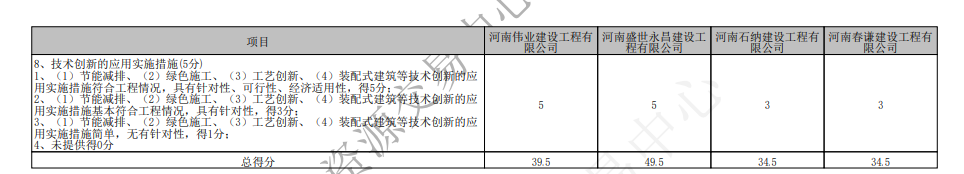 项目
河南伟业建设工程有
限公司
河南盛世永昌建设工
程有限公司
河南石纳建设工程有
限公司
河南春谦建设工程有
限公司
8、技术创新的应用实施措施(5分)
1、（1）节能减排、（2）绿色施工、（3）工艺创新、（4）装配式建筑等技术创新的应
用实施措施符合工程情况，具有针对性、可行性、经济适用性，得5分；
2、（1）节能减排、（2）绿色施工、（3）工艺创新、（4）装配式建筑等技术创新的应
用实施措施基本符合工程情况，具有针对性，得3分；
3、（1）节能减排、（2）绿色施工、（3）工艺创新、（4）装配式建筑等技术创新的应
用实施措施简单，无有针对性，得1分；
4、未提供得0分
5
5
3
3
总得分
39.5
49.5
34.5
34.5
资源交易中心
中心